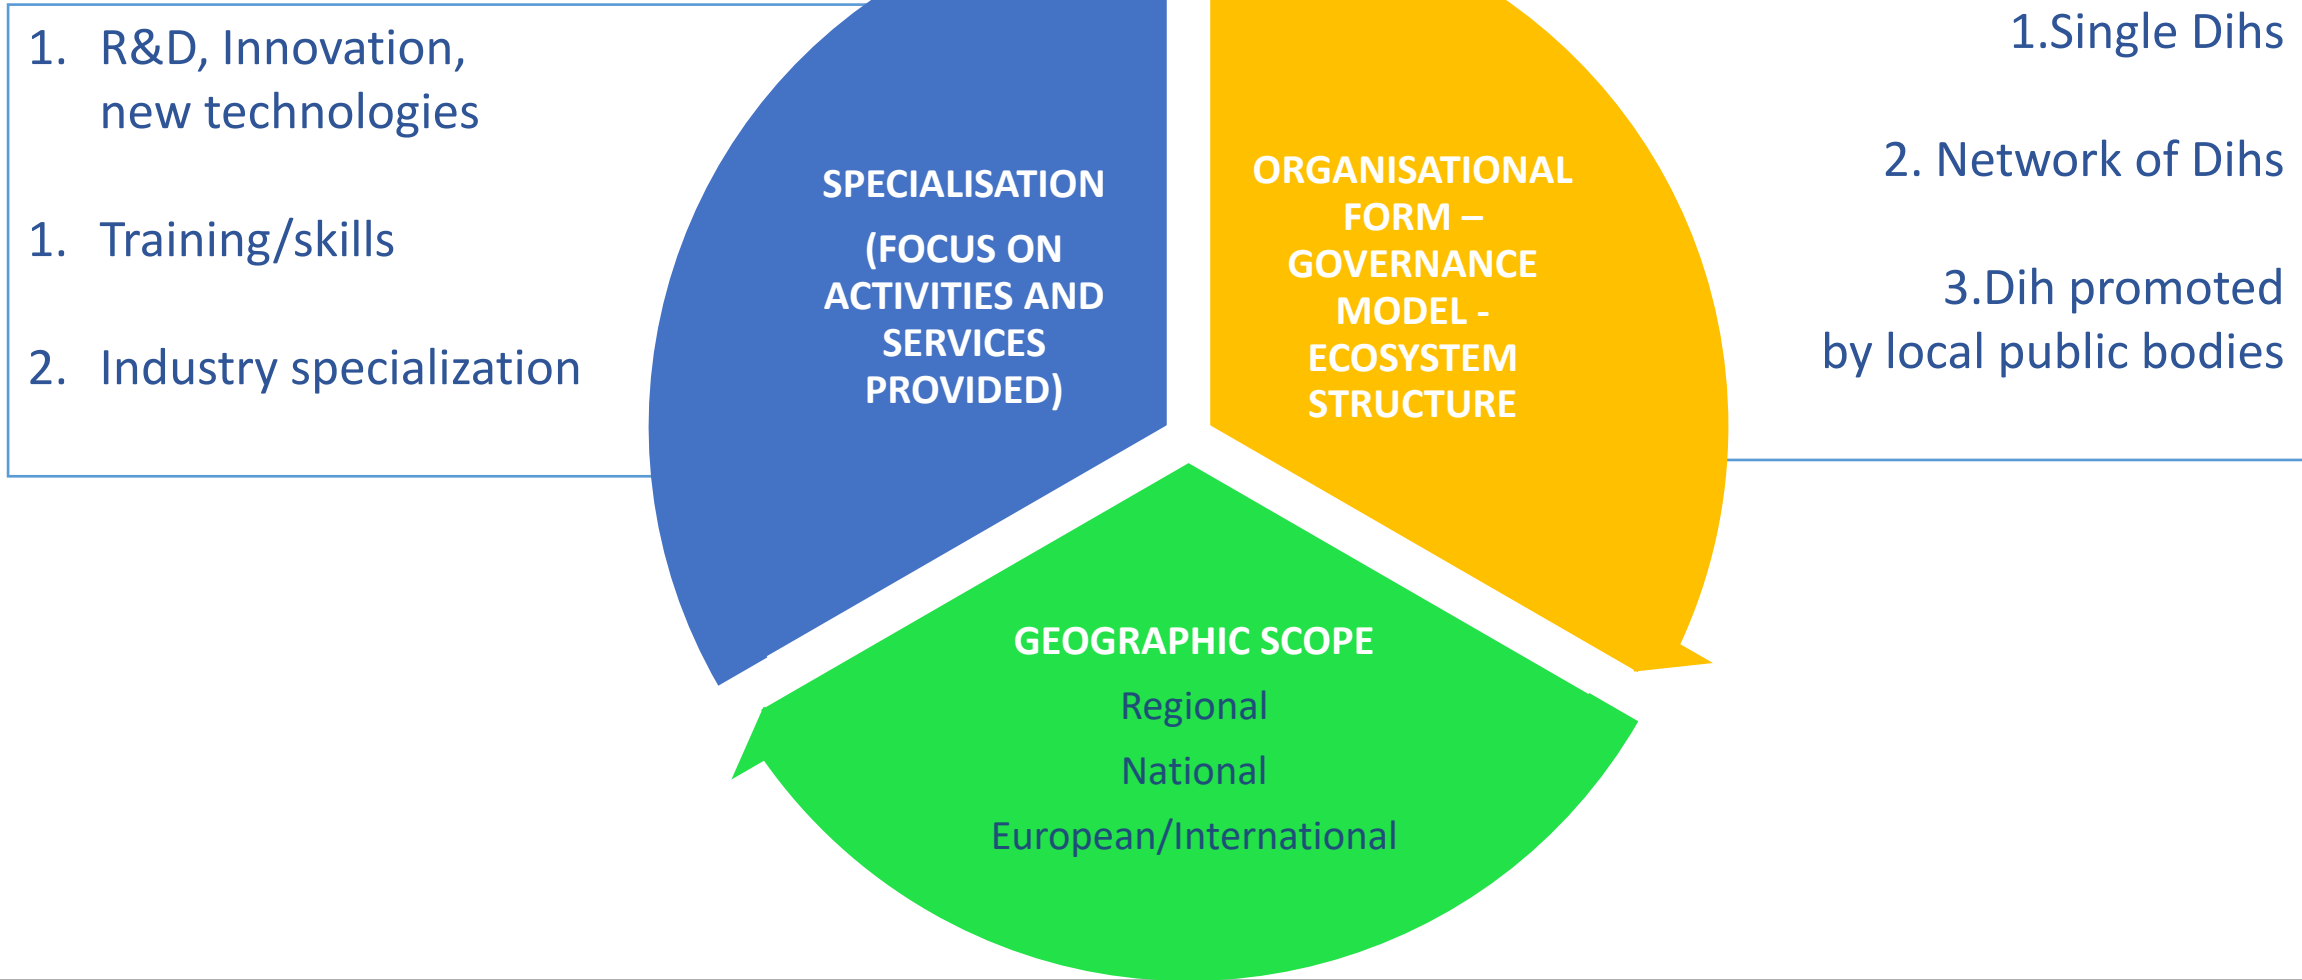 1. R&D, Innovation,
new technologies
1. Training/skills
2. Industry specialization
SPECIALISATION
(FOCUS ON
ACTIVITIES AND
SERVICES
PROVIDED)
ORGANISATIONAL
FORM –
GOVERNANCE
MODEL -
ECOSYSTEM
STRUCTURE
1.Single Dihs
2. Network of Dihs
3.Dih promoted
by local public bodies
GEOGRAPHIC SCOPE
Regional
National
European/International